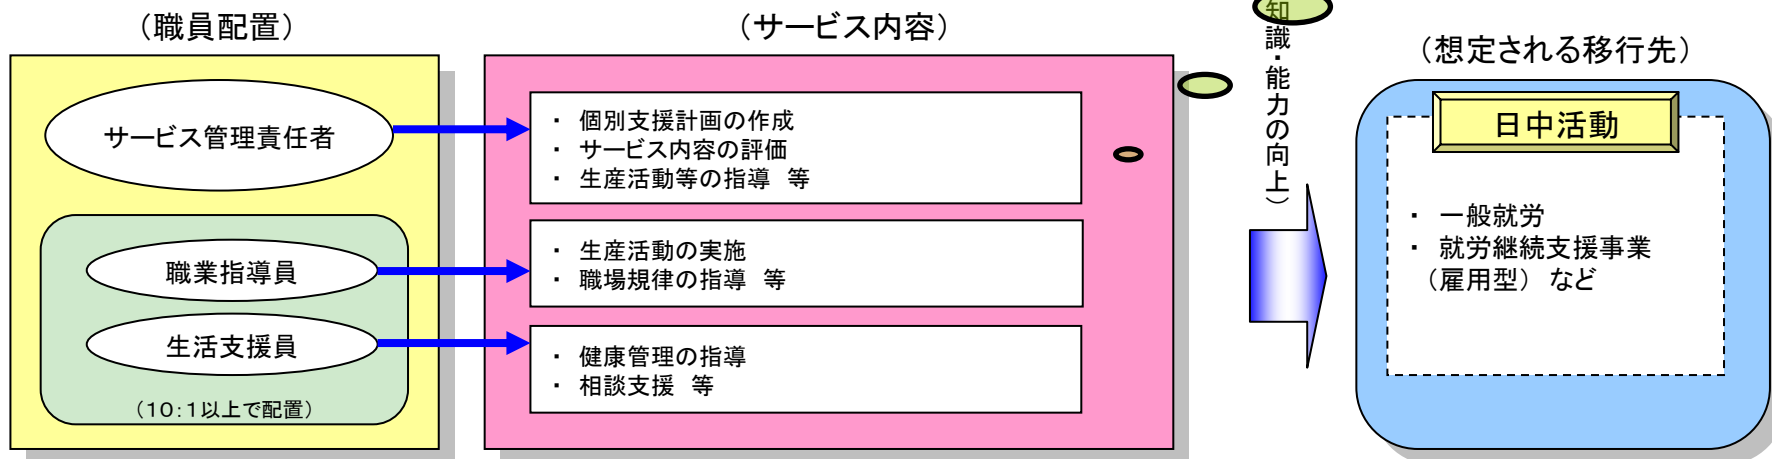 （職員配置）
サービス管理責任者
職業指導員
生活支援員
（１０：１以上で配置）
（サービス内容）
・ 個別支援計画の作成
・ サービス内容の評価
・ 生産活動等の指導　等
・ 生産活動の実施
・ 職場規律の指導　等
・ 健康管理の指導
・ 相談支援　等
知識・能力の向上）
（想定される移行先）
日中活動
・ 一般就労
・ 就労継続支援事業
（雇用型） など